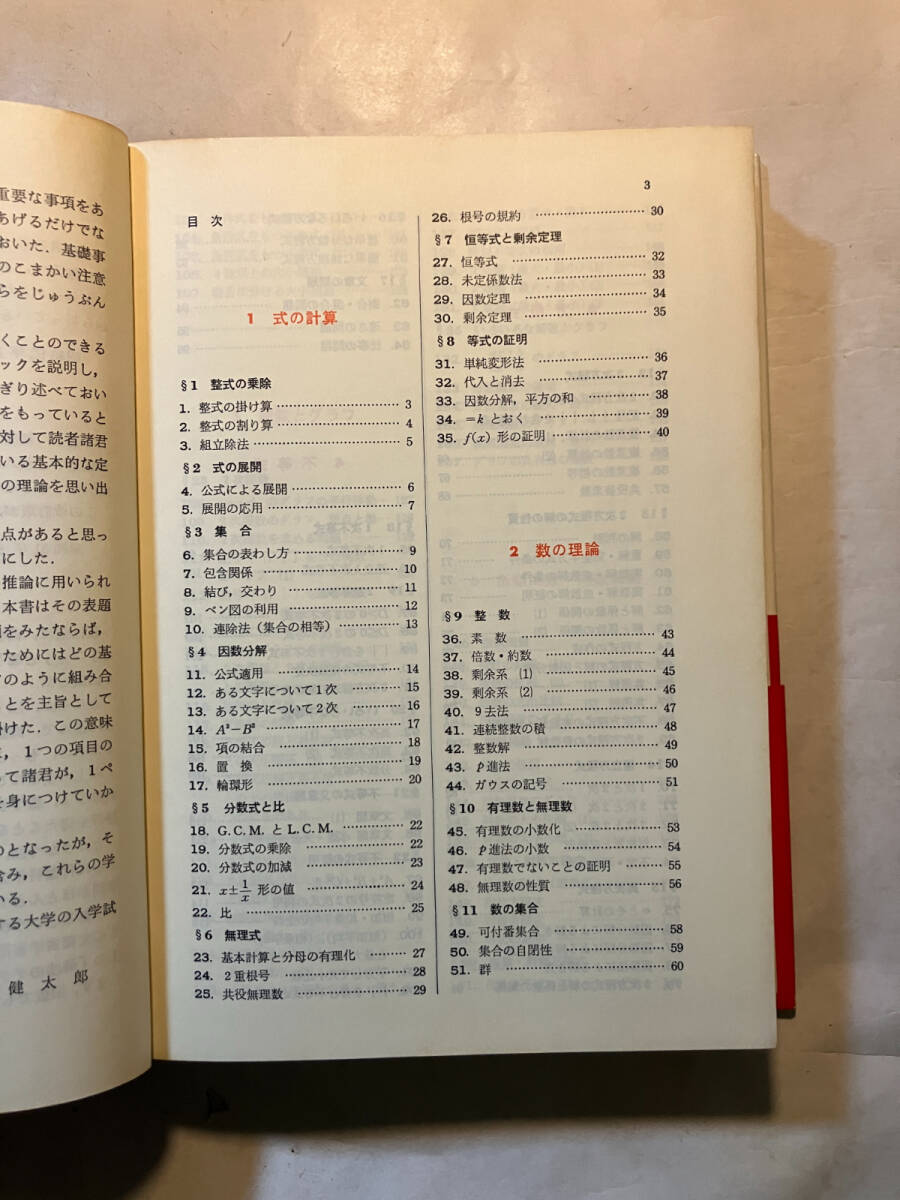 重要な事項をあ
あげるだけでな
おいた．基礎事
のこまかい注意
らをじゅうぶん
くことのできる
ックを説明し，
ぎり述べておい
をもっていると
対して読者諸君
いる基本的な定
の理論を思い出
点があると思っ
にした．
推論に用いられ
本書はその表題
をみたならば，
ためにはどの基
のように組み合
とを主旨として
掛けた．この意味
，１つの項目の
って諸君が，１ペ
を身につけていか
のとなったが，そ
含み，これらの学
いる．
する大学の入学試
健太郎
3
目次
1 式の計算
§1 整式の乗除
1. 整式の掛け算 …… 3
2. 整式の割り算 …… 4
3. 組立除法 …… 5
§2 式の展開
4. 公式による展開 …… 6
5. 展開の応用 …… 7
§3 集合
6. 集合の表わし方 …… 9
7. 包含関係 …… 10
8. 結び，交わり …… 11
9. ベン図の利用 …… 12
10. 連除法（集合の相等） …… 13
§4 因数分解
11. 公式適用 …… 14
12. ある文字について１次 …… 15
13. ある文字について２次 …… 16
14. A²－B² …… 17
15. 項の結合 …… 18
16. 置換 …… 19
17. 輪環形 …… 20
§5 分数式と比
18. G.C.M. と L.C.M. …… 22
19. 分数式の乗除 …… 22
20. 分数式の加減 …… 23
21. x±1/x 形の値 …… 24
22. 比 …… 25
§6 無理式
23. 基本計算と分母の有理化 …… 27
24. ２重根号 …… 28
25. 共役無理数 …… 29
26. 根号の規約 …… 30
§7 恒等式と剰余定理
27. 恒等式 …… 32
28. 未定係数法 …… 33
29. 因数定理 …… 34
30. 剰余定理 …… 35
§8 等式の証明
31. 単純変形法 …… 36
32. 代入と消去 …… 37
33. 因数分解，平方の和 …… 38
34. ＝k とおく …… 39
35. f(x) 形の証明 …… 40
2 数の理論
§9 整数
36. 素数 …… 43
37. 倍数・約数 …… 44
38. 剰余系 (1) …… 45
39. 剰余系 (2) …… 46
40. ９去法 …… 47
41. 連続整数の積 …… 48
42. 整数解 …… 49
43. p進法 …… 50
44. ガウスの記号 …… 51
§10 有理数と無理数
45. 有理数の小数化 …… 53
46. p進法の小数 …… 54
47. 有理数でないことの証明 …… 55
48. 無理数の性質 …… 56
§11 数の集合
49. 可付番集合 …… 58
50. 集合の自閉性 …… 59
51. 群 …… 60